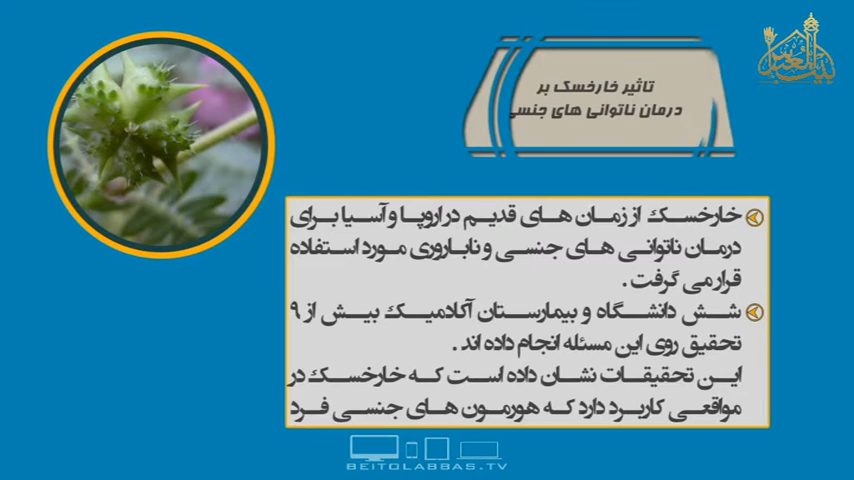 تاثیر خارخسک بر
درمان ناتوانی های جنسی
خارخسک از زمان های قدیم در اروپا و آسیا برای
درمان ناتوانی های جنسی و ناباروری مورد استفاده
قرار می گرفت .
شش دانشگاه و بیمارستان آکادمیک بیش از ۹
تحقیق روی این مسئله انجام داده اند .
این تحقیقات نشان داده است که خارخسک در
مواقعی کاربرد دارد که هورمون های جنسی فرد
BEITOLABBAS.TV